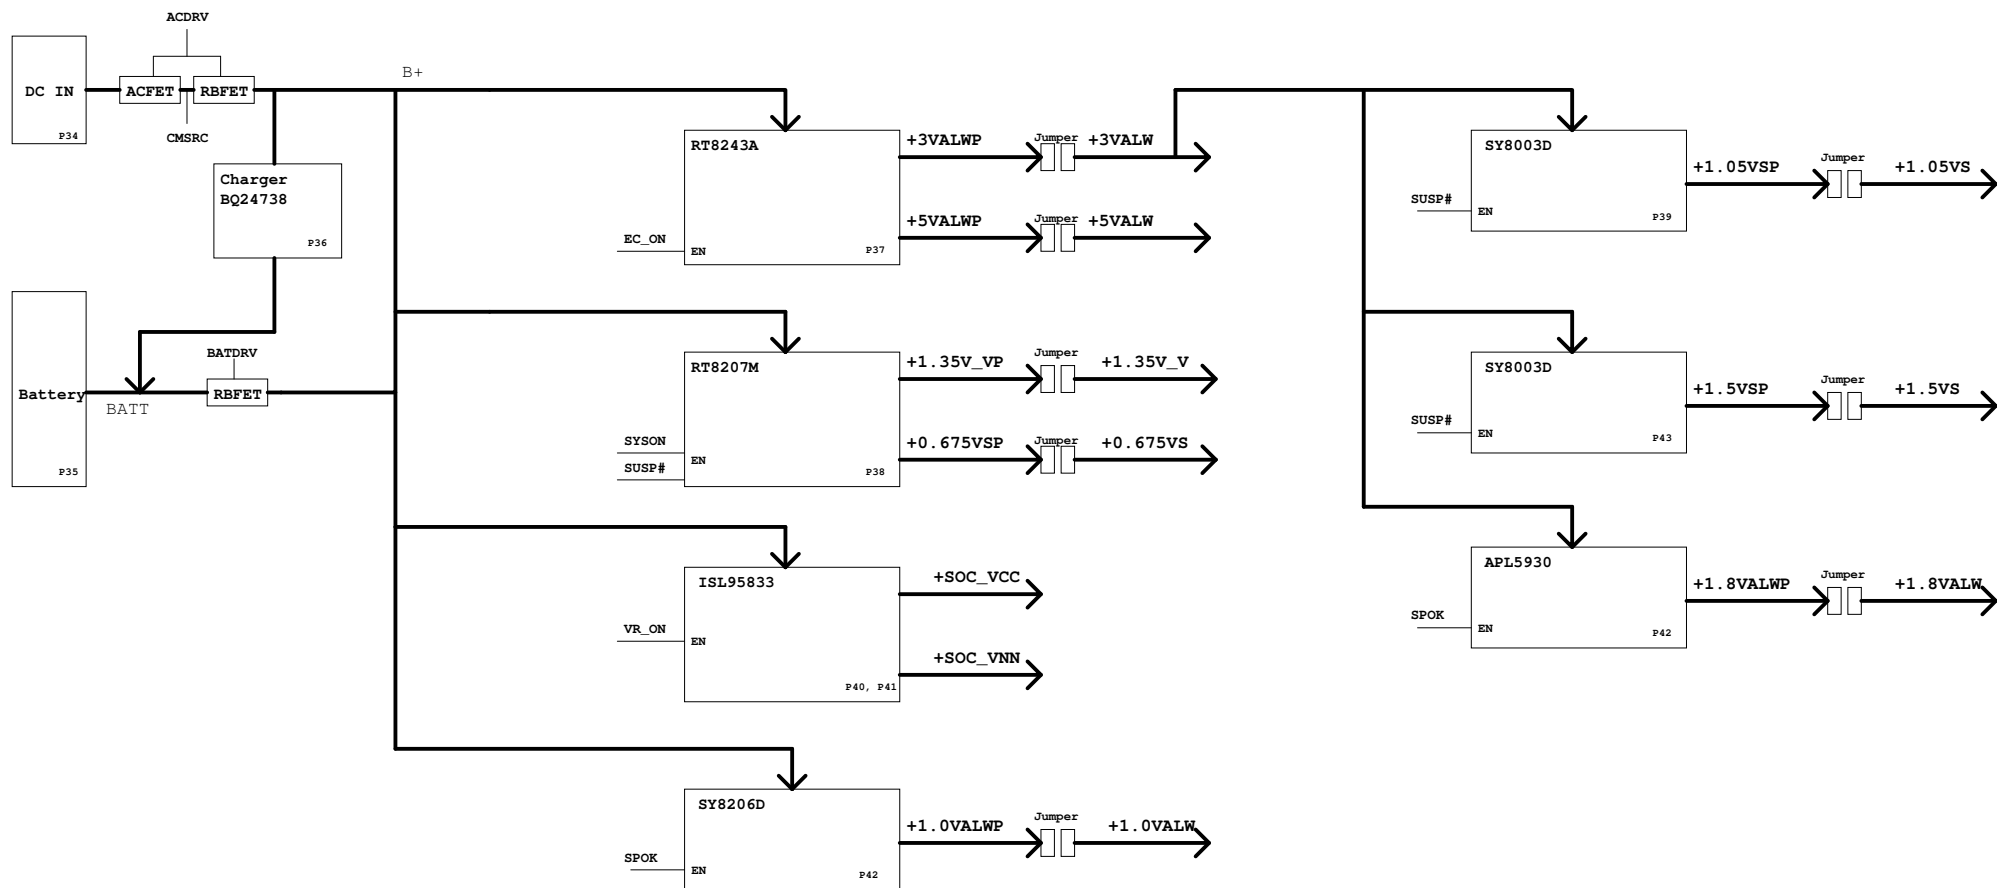 ACDRV
DC IN
ACFET
RBFET
P34
CMSRC
B+
Charger
BQ24738
P36
Battery
BATT
P35
BATDRV
RBFET
RT8243A
EC_ON
EN
P37
+3VALWP
Jumper
+3VALW
+5VALWP
Jumper
+5VALW
RT8207M
SYSON
EN
SUSP#
P38
+1.35V_VP
Jumper
+1.35V_V
+0.675VSP
Jumper
+0.675VS
ISL95833
VR_ON
EN
P40, P41
+SOC_VCC
+SOC_VNN
SY8206D
SPOK
EN
P42
+1.0VALWP
Jumper
+1.0VALW
SY8003D
SUSP#
EN
P39
+1.05VSP
Jumper
+1.05VS
SY8003D
SUSP#
EN
P43
+1.5VSP
Jumper
+1.5VS
APL5930
SPOK
EN
P42
+1.8VALWP
Jumper
+1.8VALW